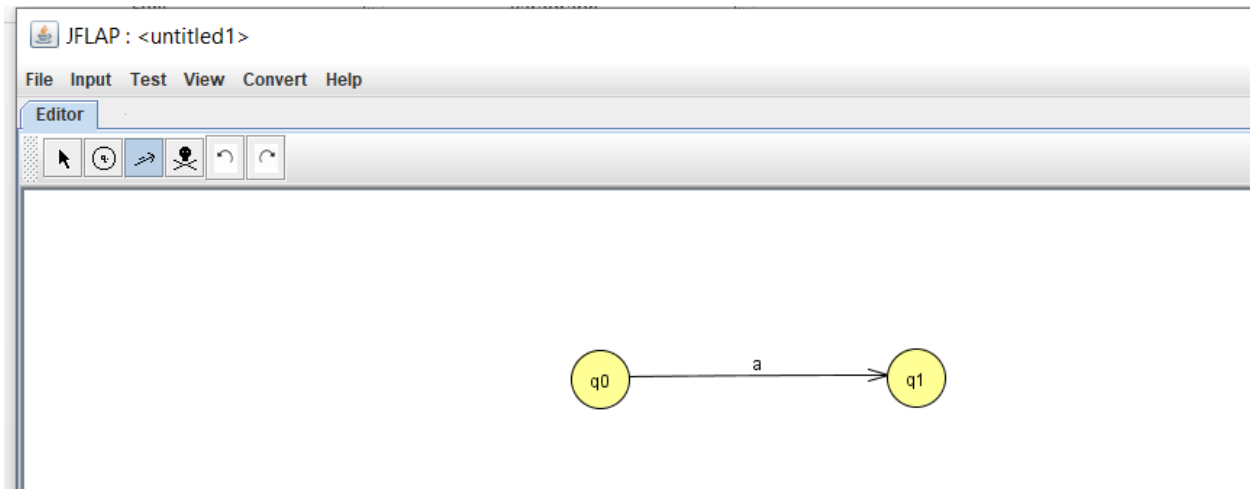 JFLAP : <untitled1>
File Input Test View Convert Help
Editor
q
a
q0
q1